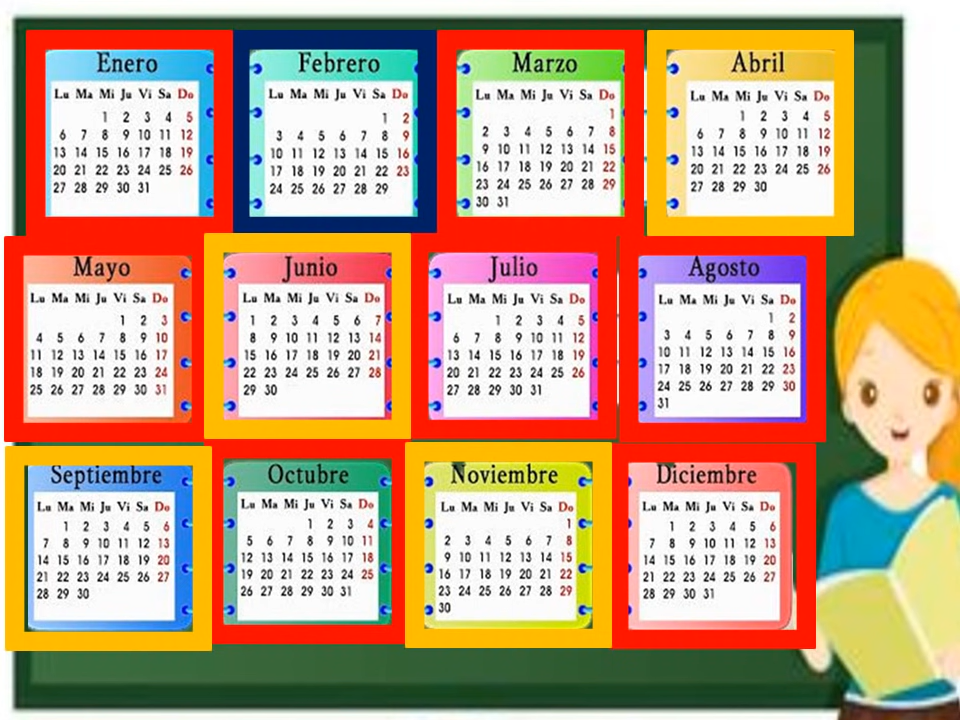 Enero
Lu Ma Mi Ju Vi Sa Do
1 2 3 4 5
6 7 8 9 10 11 12
13 14 15 16 17 18 19
20 21 22 23 24 25 26
27 28 29 30 31
Febrero
Lu Ma Mi Ju Vi Sa Do
1 2
3 4 5 6 7 8 9
10 11 12 13 14 15 16
17 18 19 20 21 22 23
24 25 26 27 28 29
Marzo
Lu Ma Mi Ju Vi Sa Do
1
2 3 4 5 6 7 8
9 10 11 12 13 14 15
16 17 18 19 20 21 22
23 24 25 26 27 28 29
30 31
Abril
Lu Ma Mi Ju Vi Sa Do
1 2 3 4 5
6 7 8 9 10 11 12
13 14 15 16 17 18 19
20 21 22 23 24 25 26
27 28 29 30
Mayo
Lu Ma Mi Ju Vi Sa Do
1 2 3
4 5 6 7 8 9 10
11 12 13 14 15 16 17
18 19 20 21 22 23 24
25 26 27 28 29 30 31
Junio
Lu Ma Mi Ju Vi Sa Do
1 2 3 4 5 6 7
8 9 10 11 12 13 14
15 16 17 18 19 20 21
22 23 24 25 26 27 28
29 30
Julio
Lu Ma Mi Ju Vi Sa Do
1 2 3 4 5
6 7 8 9 10 11 12
13 14 15 16 17 18 19
20 21 22 23 24 25 26
27 28 29 30 31
Agosto
Lu Ma Mi Ju Vi Sa Do
1 2
3 4 5 6 7 8 9
10 11 12 13 14 15 16
17 18 19 20 21 22 23
24 25 26 27 28 29 30
31
Septiembre
Lu Ma Mi Ju Vi Sa Do
1 2 3 4 5 6
7 8 9 10 11 12 13
14 15 16 17 18 19 20
21 22 23 24 25 26 27
28 29 30
Octubre
Lu Ma Mi Ju Vi Sa Do
1 2 3 4
5 6 7 8 9 10 11
12 13 14 15 16 17 18
19 20 21 22 23 24 25
26 27 28 29 30 31
Noviembre
Lu Ma Mi Ju Vi Sa Do
1
2 3 4 5 6 7 8
9 10 11 12 13 14 15
16 17 18 19 20 21 22
23 24 25 26 27 28 29
30
Diciembre
Lu Ma Mi Ju Vi Sa Do
1 2 3 4 5 6
7 8 9 10 11 12 13
14 15 16 17 18 19 20
21 22 23 24 25 26 27
28 29 30 31